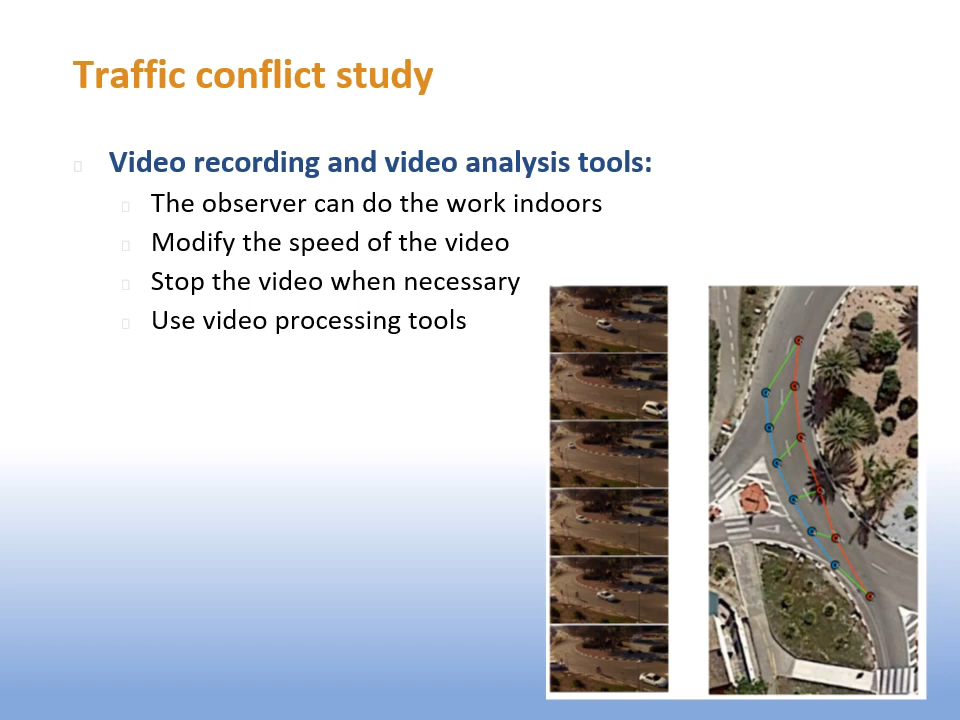 Traffic conflict study
Video recording and video analysis tools:
The observer can do the work indoors
Modify the speed of the video
Stop the video when necessary
Use video processing tools